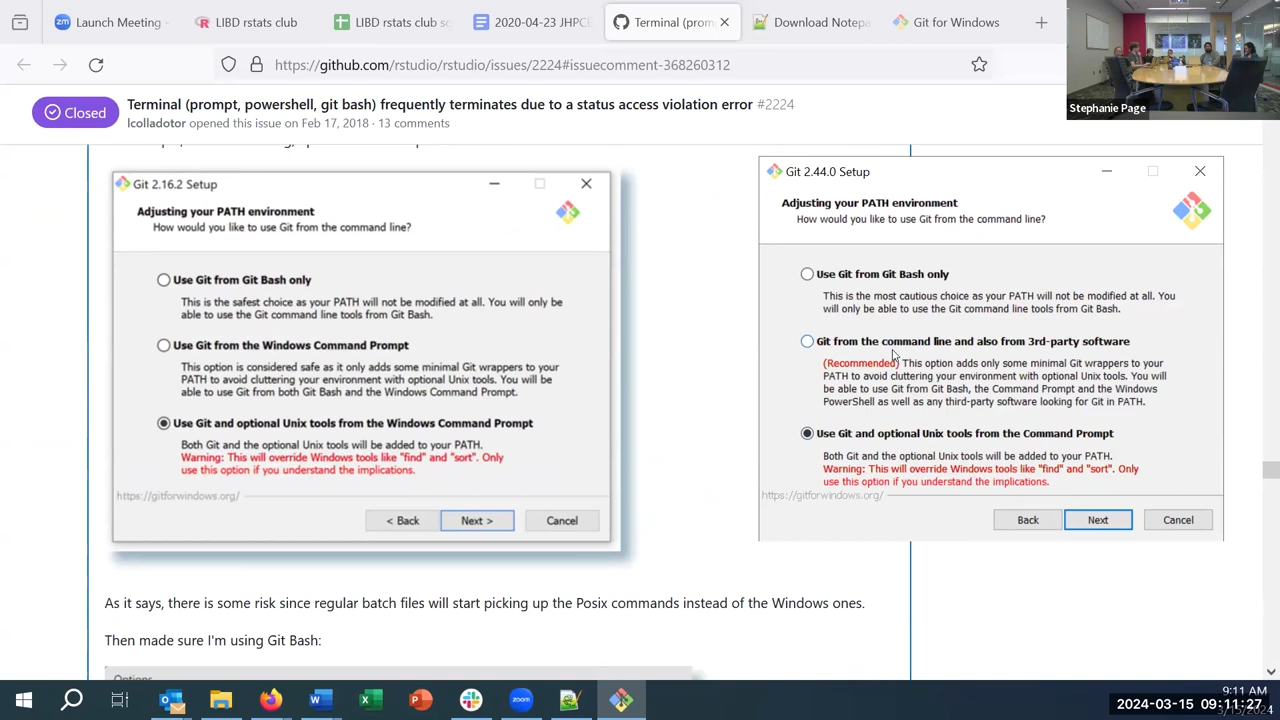 Launch Meeting
LIBD rstats club
LIBD rstats club sc
2020-04-23 JHPCE
Terminal (prom
Download Notepa
Git for Windows
https://github.com/rstudio/rstudio/issues/2224#issuecomment-368260312
Stephanie Page
Closed
Terminal (prompt, powershell, git bash) frequently terminates due to a status access violation error #2224
lcolladotor opened this issue on Feb 17, 2018 · 13 comments
Git 2.16.2 Setup
Adjusting your PATH environment
How would you like to use Git from the command line?
Use Git from Git Bash only
This is the safest choice as your PATH will not be modified at all. You will only be
able to use the Git command line tools from Git Bash.
Use Git from the Windows Command Prompt
This option is considered safe as it only adds some minimal Git wrappers to your
PATH to avoid cluttering your environment with optional Unix tools. You will be
able to use Git from both Git Bash and the Windows Command Prompt.
Use Git and optional Unix tools from the Windows Command Prompt
Both Git and the optional Unix tools will be added to your PATH.
Warning: This will override Windows tools like "find" and "sort". Only
use this option if you understand the implications.
https://gitforwindows.org/
< Back
Next >
Cancel
Git 2.44.0 Setup
Adjusting your PATH environment
How would you like to use Git from the command line?
Use Git from Git Bash only
This is the most cautious choice as your PATH will not be modified at all. You
will only be able to use the Git command line tools from Git Bash.
Git from the command line and also from 3rd-party software
(Recommended) This option adds only some minimal Git wrappers to your
PATH to avoid cluttering your environment with optional Unix tools. You will
be able to use Git from Git Bash, the Command Prompt and the Windows
PowerShell as well as any third-party software looking for Git in PATH.
Use Git and optional Unix tools from the Command Prompt
Both Git and the optional Unix tools will be added to your PATH.
Warning: This will override Windows tools like "find" and "sort". Only
use this option if you understand the implications.
https://gitforwindows.org/
Back
Next
Cancel
As it says, there is some risk since regular batch files will start picking up the Posix commands instead of the Windows ones.
Then made sure I'm using Git Bash:
Options
9:11 AM
2024-03-15 09:11:27